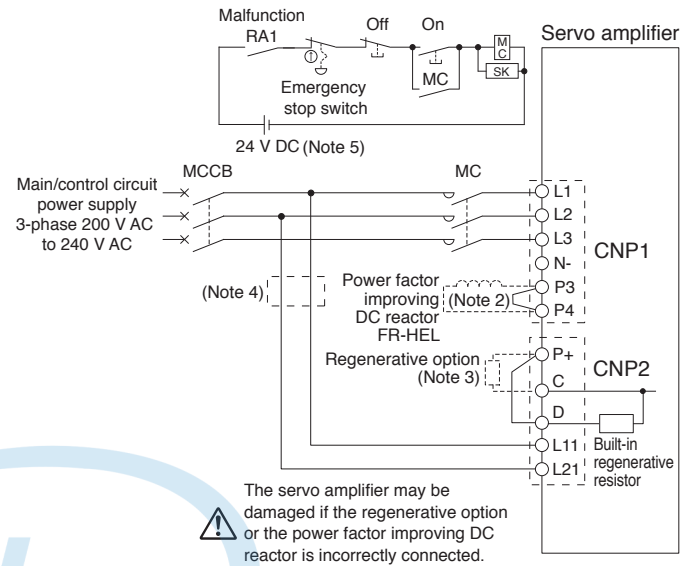 Malfunction
RA1
Off
On
MC
MC
SK
Emergency
stop switch
24 V DC (Note 5)
Servo amplifier
MCCB
MC
Main/control circuit
power supply
3-phase 200 V AC
to 240 V AC
L1
L2
L3
N-
P3
P4
CNP1
(Note 4)
Power factor
improving
DC reactor
FR-HEL
(Note 2)
Regenerative option
(Note 3)
P+
C
D
L11
L21
CNP2
Built-in
regenerative
resistor
The servo amplifier may be
damaged if the regenerative option
or the power factor improving DC
reactor is incorrectly connected.